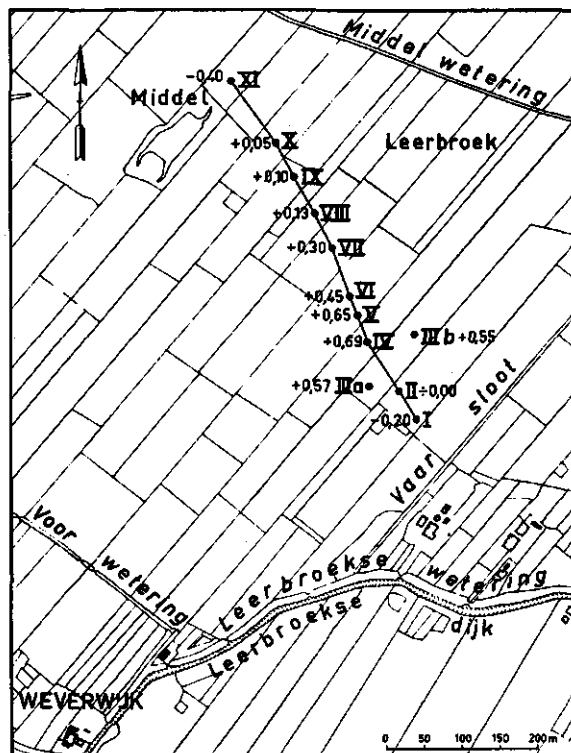 Middel wetering
-0,40 XI
Middel
Leerbroek
+0,05 X
+0,10 IX
+0,13 VIII
+0,30 VII
+0,45 VI
+0,65 V
+0,69 IV
IIIb +0,55
+0,57 IIIa
II ÷0,00
-0,20 I
Vaar sloot
Voor wetering
Leerbroekse wetering
Leerbroekse dijk
WEVERWIJK
0 50 100 150 200m